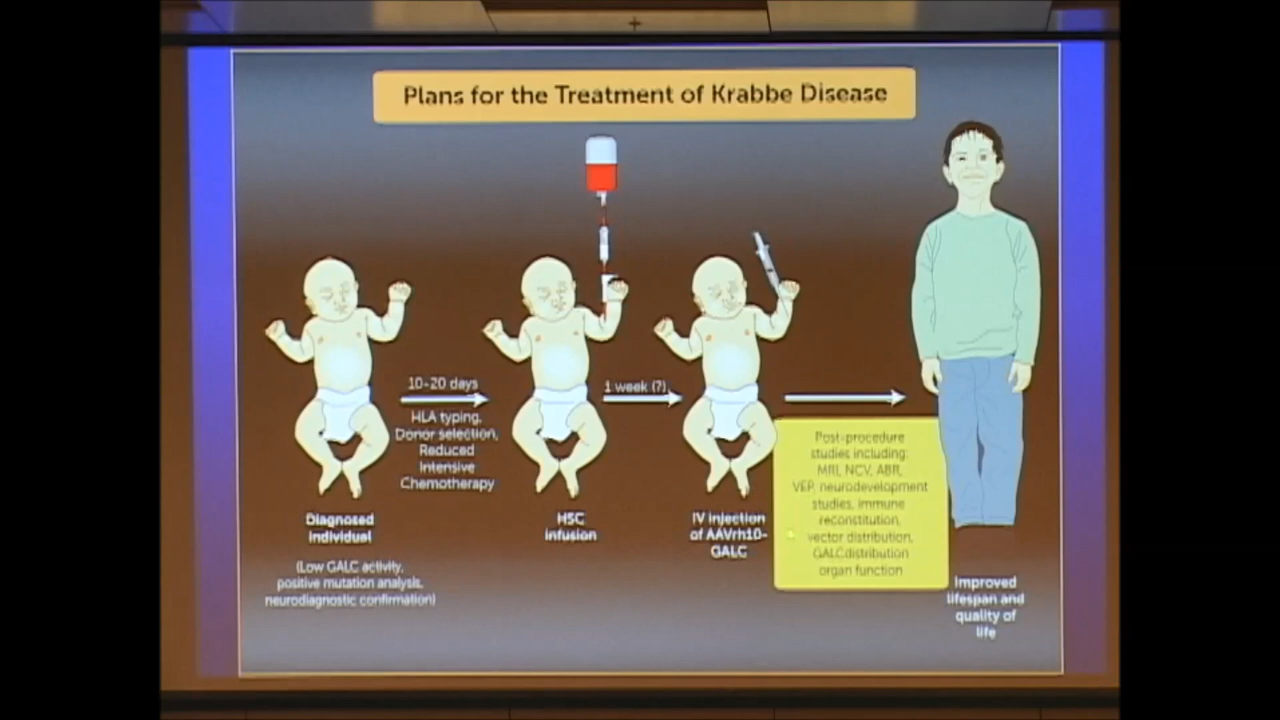 Plans for the Treatment of Krabbe Disease
10-20 days
HLA typing,
Donor selection,
Reduced
Intensive
Chemotherapy
1 week (?)
Diagnosed
individual
(Low GALC activity,
positive mutation analysis,
neurodiagnostic confirmation)
HSC
infusion
IV injection
of AAVrh10-
GALC
Post-procedure
studies including:
MRI, NCV, ABR,
VEP, neurodevelopment
studies, immune
reconstitution,
vector distribution,
GALC distribution
organ function
Improved
lifespan and
quality of
life